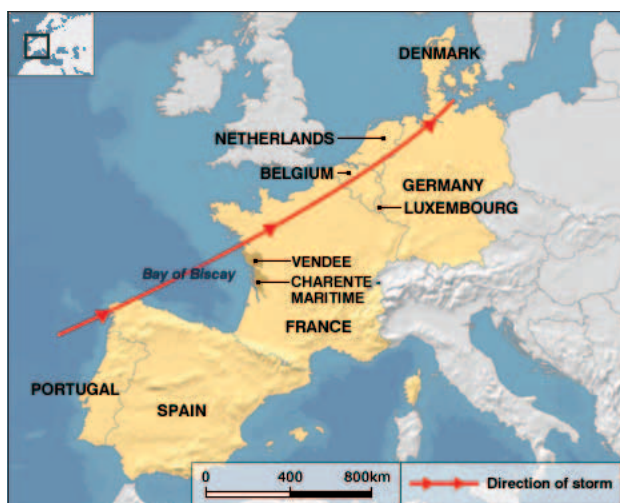 DENMARK
NETHERLANDS
BELGIUM
GERMANY
LUXEMBOURG
VENDEE
Bay of Biscay
CHARENTE
MARITIME
FRANCE
PORTUGAL
SPAIN
0 400 800km
Direction of storm